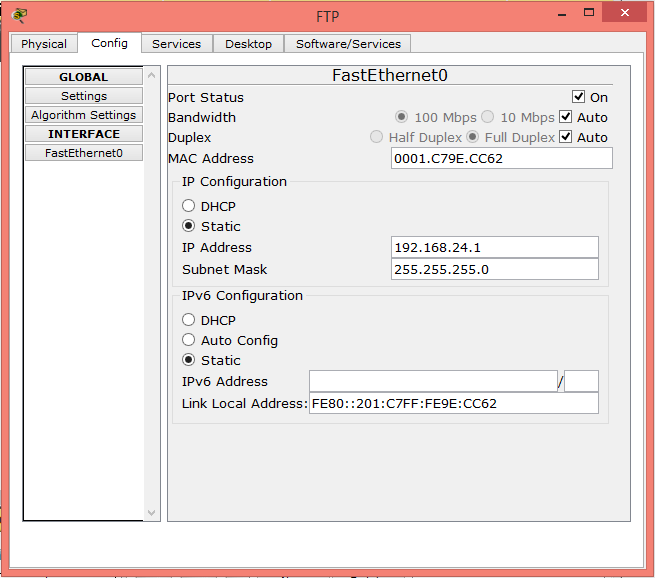 FTP
Physical Config Services Desktop Software/Services
GLOBAL
Settings
Algorithm Settings
INTERFACE
FastEthernet0
FastEthernet0
Port Status On
Bandwidth 100 Mbps 10 Mbps Auto
Duplex Half Duplex Full Duplex Auto
MAC Address 0001.C79E.CC62
IP Configuration
DHCP
Static
IP Address 192.168.24.1
Subnet Mask 255.255.255.0
IPv6 Configuration
DHCP
Auto Config
Static
IPv6 Address /
Link Local Address: FE80::201:C7FF:FE9E:CC62